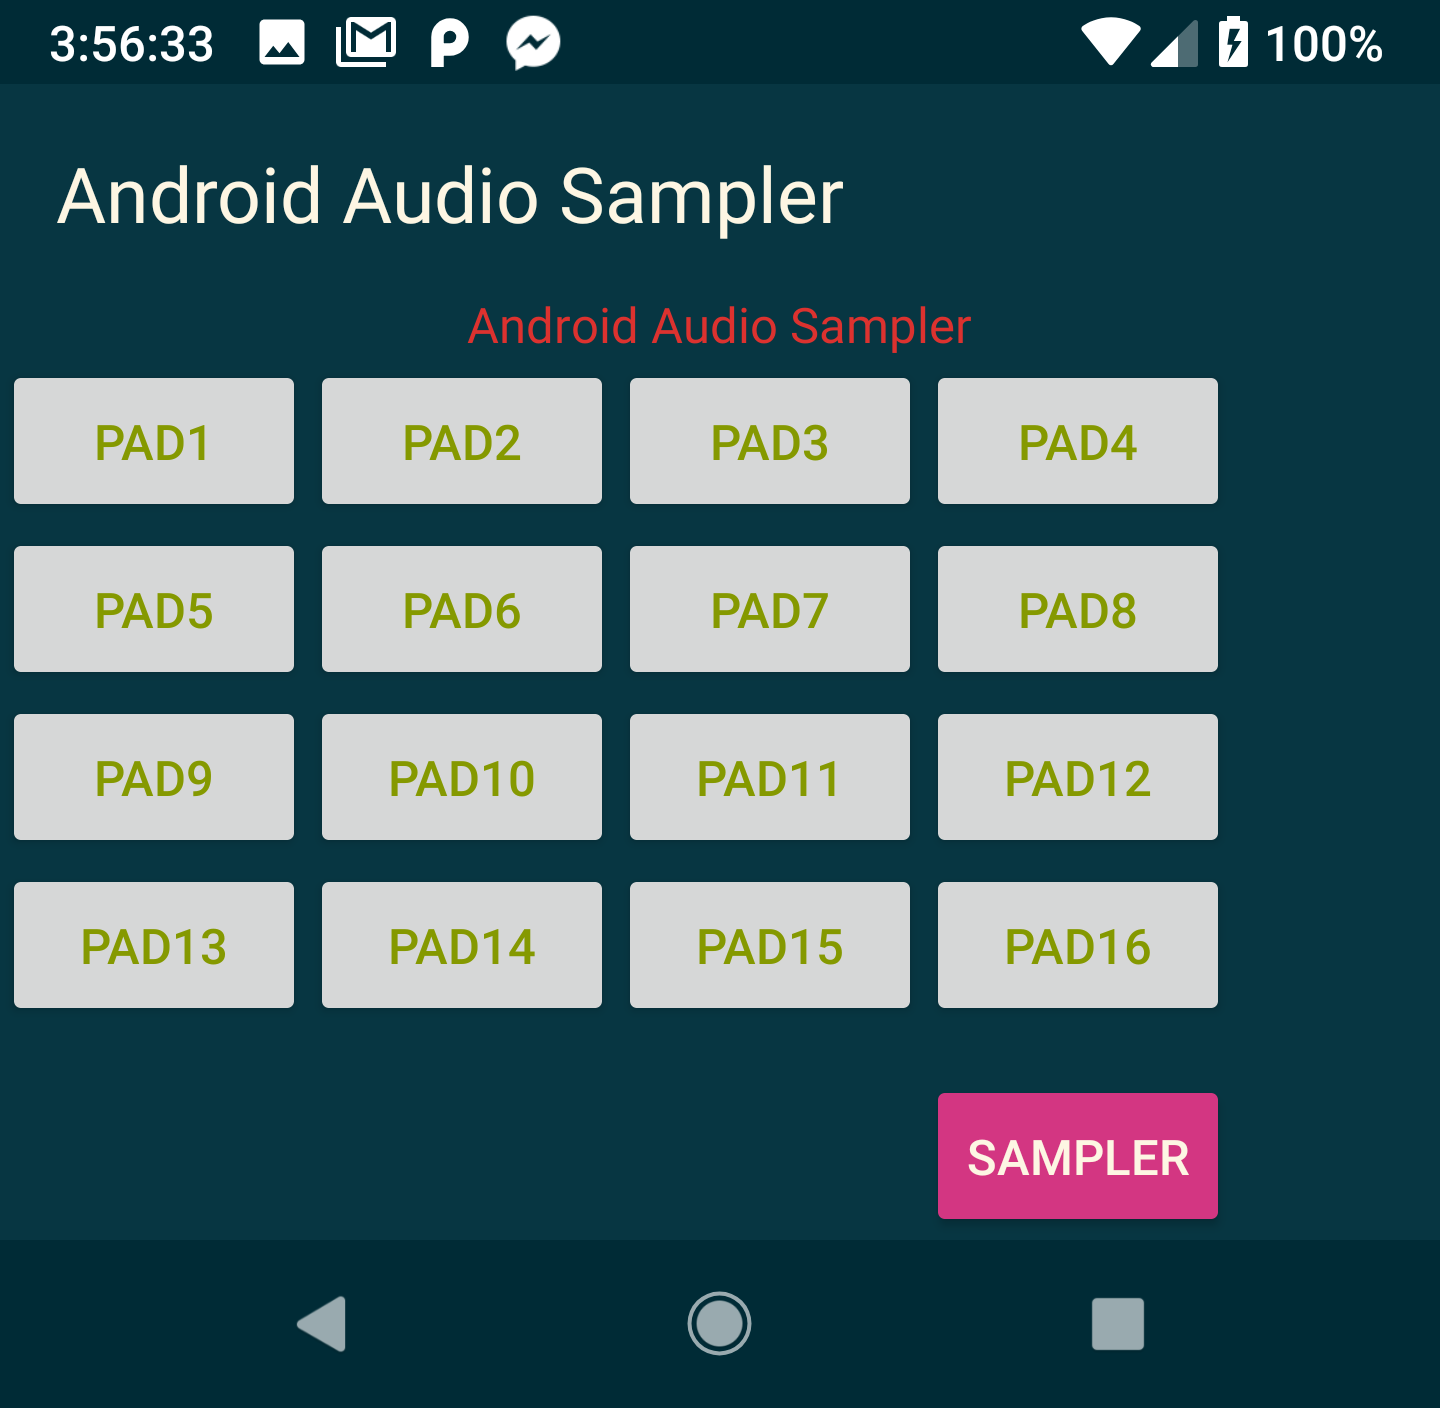 3:56:33 100%
Android Audio Sampler
Android Audio Sampler
PAD1 PAD2 PAD3 PAD4
PAD5 PAD6 PAD7 PAD8
PAD9 PAD10 PAD11 PAD12
PAD13 PAD14 PAD15 PAD16
SAMPLER